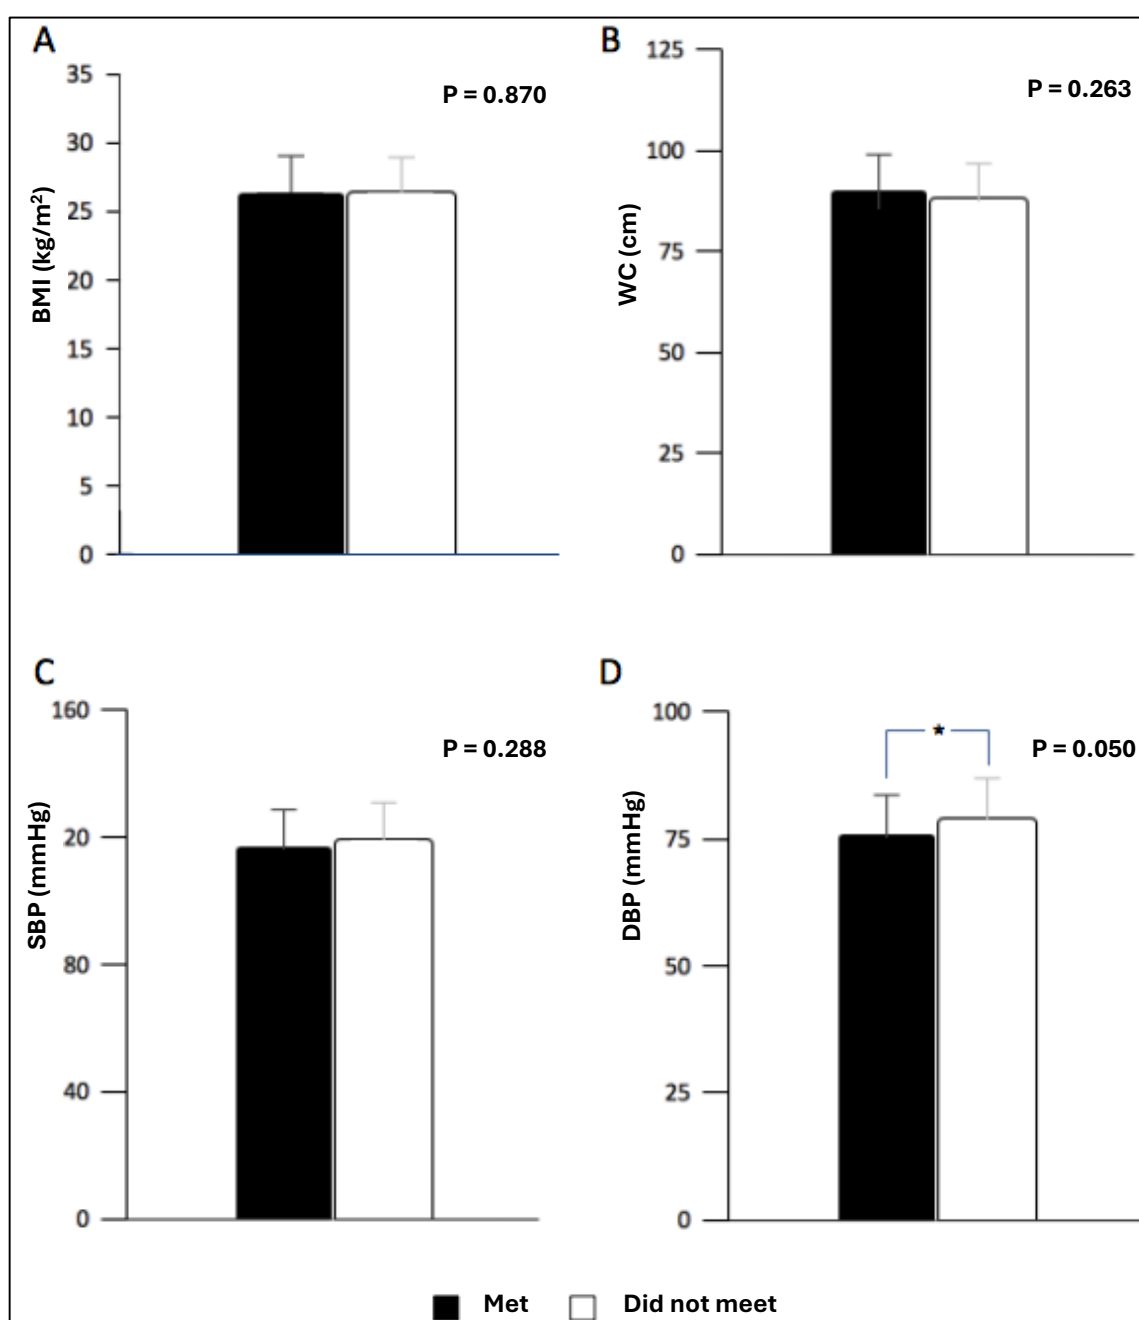 A
35
30
25
20
15
10
5
0
BMI (kg/m²)
P = 0.870
B
125
100
75
50
25
0
WC (cm)
P = 0.263
C
160
20
80
40
0
SBP (mmHg)
P = 0.288
D
100
75
50
25
0
DBP (mmHg)
*
P = 0.050
Met
Did not meet